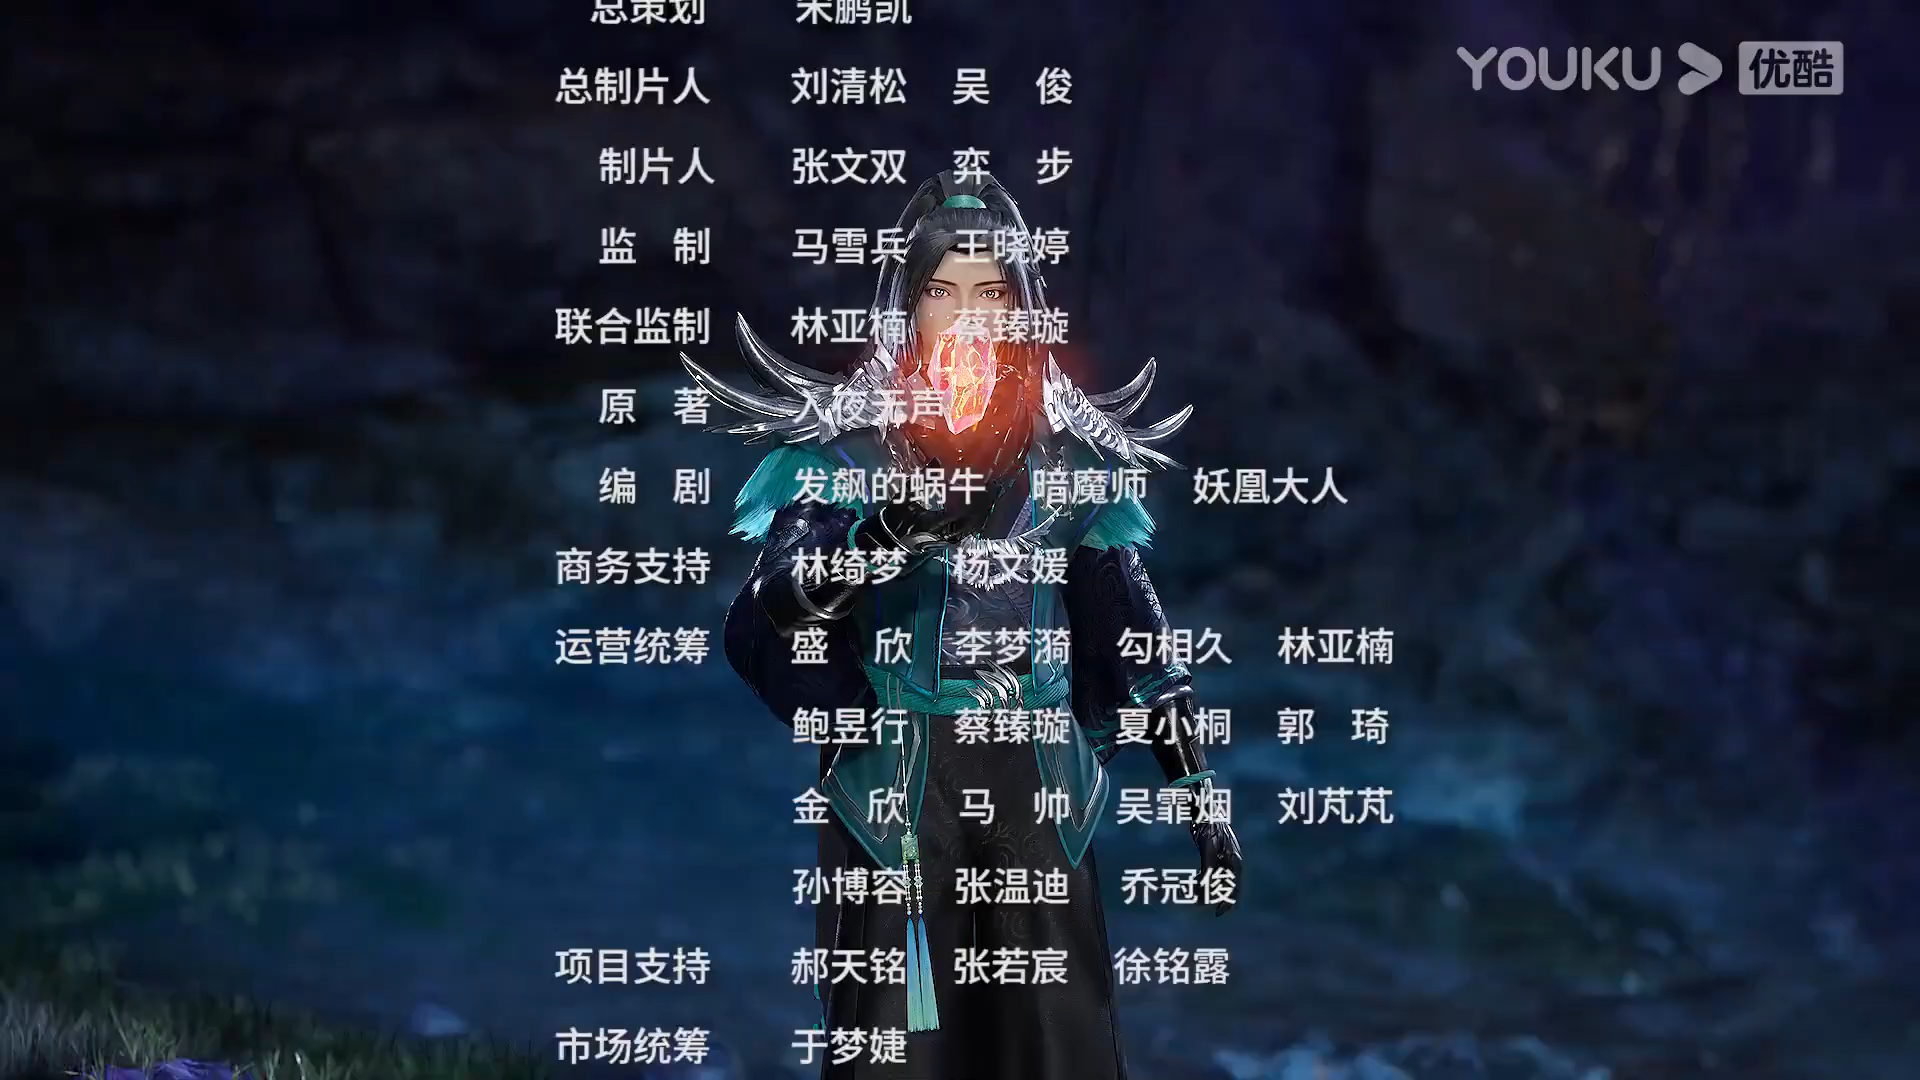 总策划 宋鹏凯
YOUKU 优酷
总制片人 刘清松 吴 俊
制片人 张文双 弈 步
监 制 马雪兵 王晓婷
联合监制 林亚楠 蔡臻璇
原 著 入夜无声
编 剧 发飙的蜗牛 暗魔师 妖凰大人
商务支持 林绮梦 杨文媛
运营统筹 盛 欣 李梦漪 勾相久 林亚楠
鲍昱行 蔡臻璇 夏小桐 郭 琦
金 欣 马 帅 吴霏烟 刘芃芃
孙博容 张温迪 乔冠俊
项目支持 郝天铭 张若宸 徐铭露
市场统筹 于梦婕